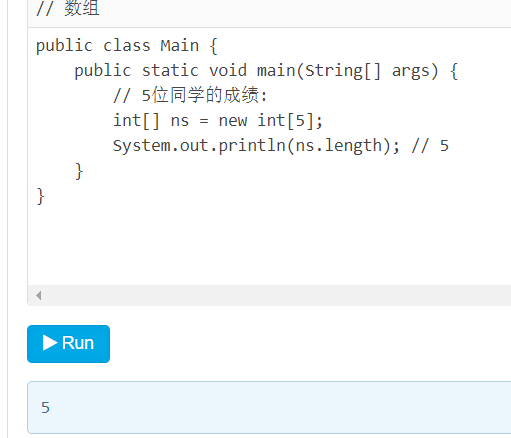 // 数组
public class Main {
    public static void main(String[] args) {
        // 5位同学的成绩:
        int[] ns = new int[5];
        System.out.println(ns.length); // 5
    }
}
Run
5